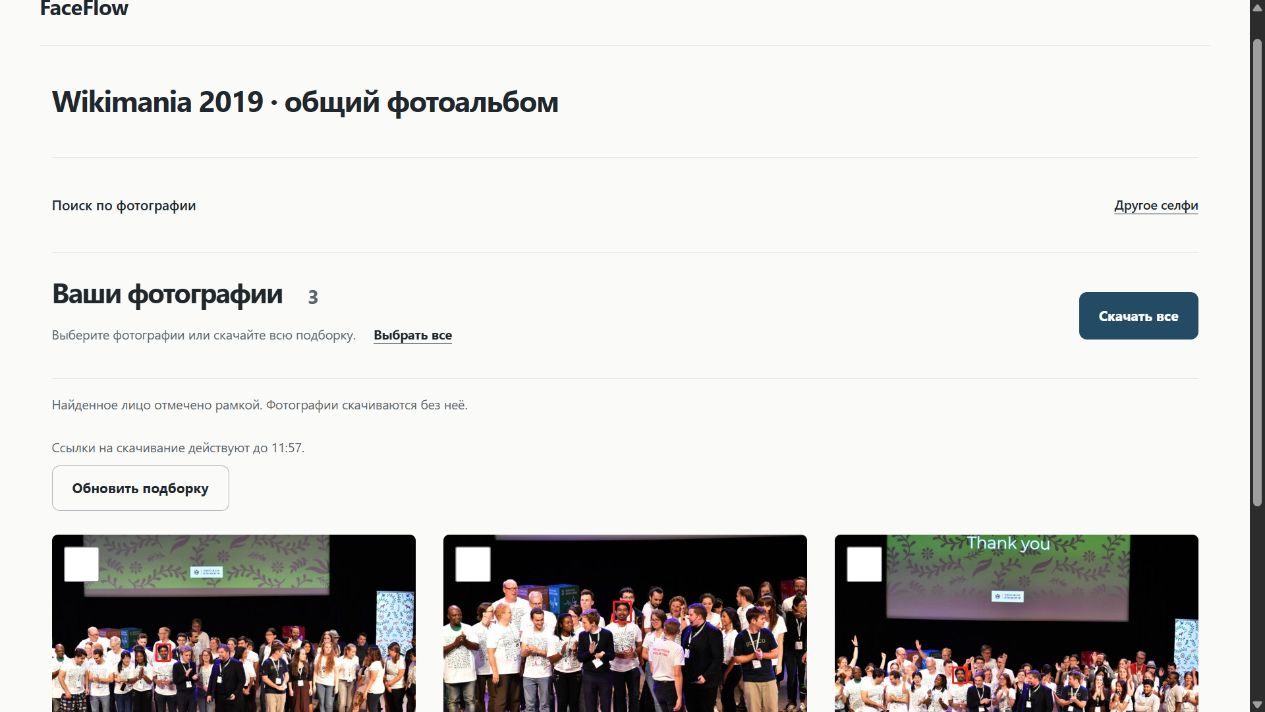 FaceFlow
Wikimania 2019 · общий фотоальбом
Поиск по фотографии
Другое селфи
Ваши фотографии 3
Скачать все
Выберите фотографии или скачайте всю подборку. Выбрать все
Найденное лицо отмечено рамкой. Фотографии скачиваются без неё.
Ссылки на скачивание действуют до 11:57.
Обновить подборку
Thank you